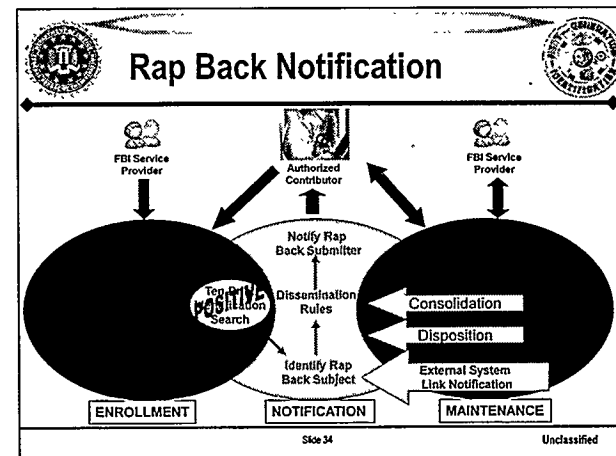 Rap Back Notification
FBI Service
Provider
Authorized
Contributor
FBI Service
Provider
Notify Rap
Back Submitter
Dissemination
Rules
Identify Rap
Back Subject
POSITIVE
Search
Consolidation
Disposition
External System
Link Notification
ENROLLMENT
NOTIFICATION
MAINTENANCE
Slide 34
Unclassified